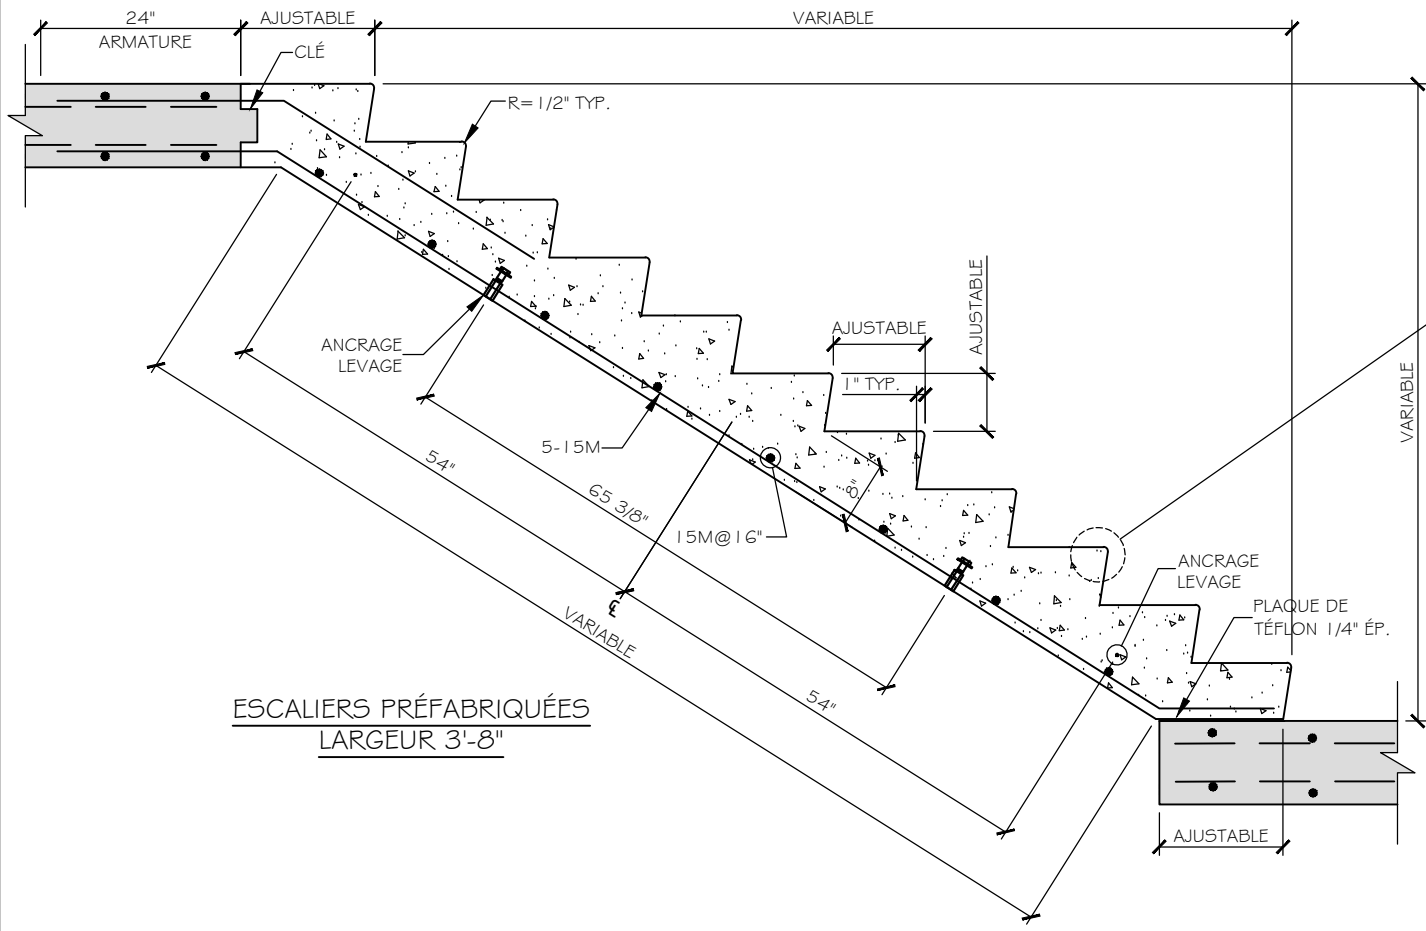 24"
ARMATURE
AJUSTABLE
VARIABLE
CLÉ
R=1/2" TYP.
ANCRAGE
LEVAGE
5-15M
15M@16"
AJUSTABLE
1" TYP.
AJUSTABLE
VARIABLE
8"
54"
65 3/8"
℄
VARIABLE
54"
ANCRAGE
LEVAGE
PLAQUE DE
TÉFLON 1/4" ÉP.
AJUSTABLE
ESCALIERS PRÉFABRIQUÉES
LARGEUR 3'-8"